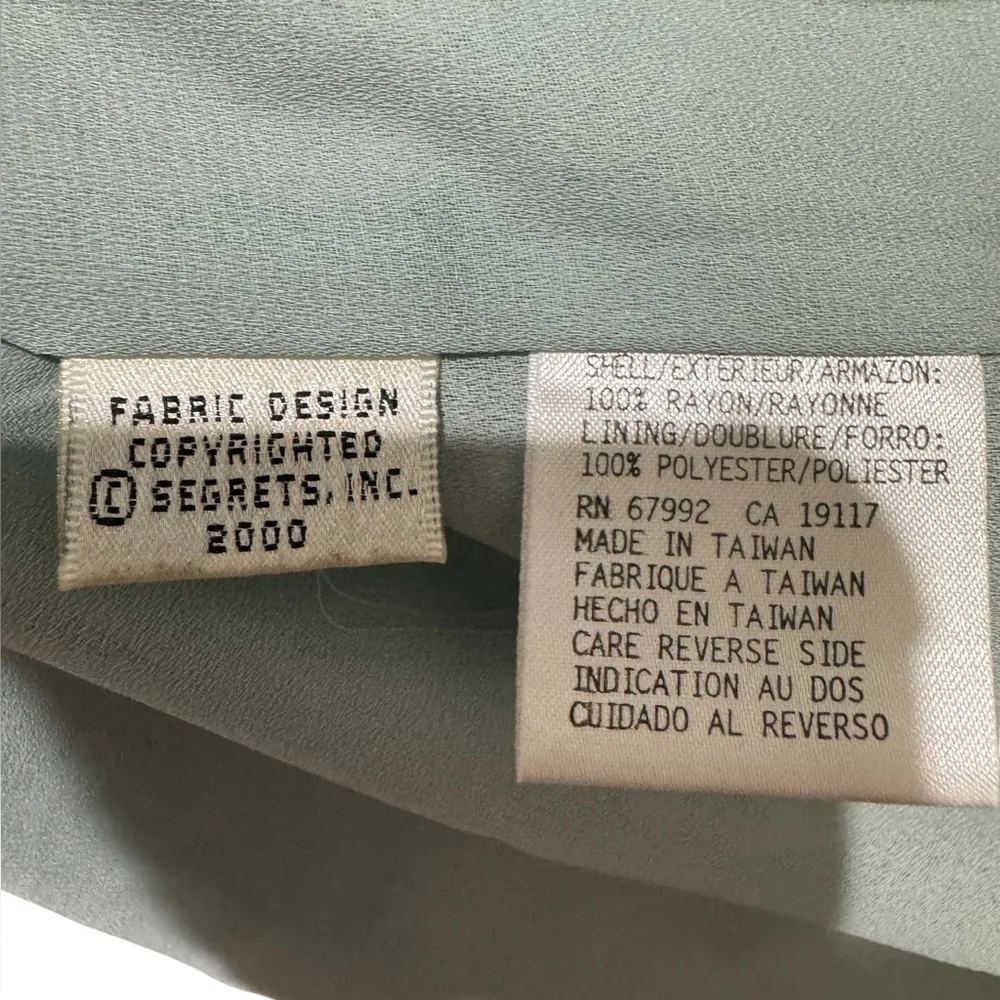 FABRIC DESIGN
COPYRIGHTED
© SEGRETS, INC.
2000
SHELL/EXTERIEUR/ARMAZON:
100% RAYON/RAYONNE
LINING/DOUBLURE/FORRO:
100% POLYESTER/POLIESTER
RN 67992 CA 19117
MADE IN TAIWAN
FABRIQUE A TAIWAN
HECHO EN TAIWAN
CARE REVERSE SIDE
INDICATION AU DOS
CUIDADO AL REVERSO